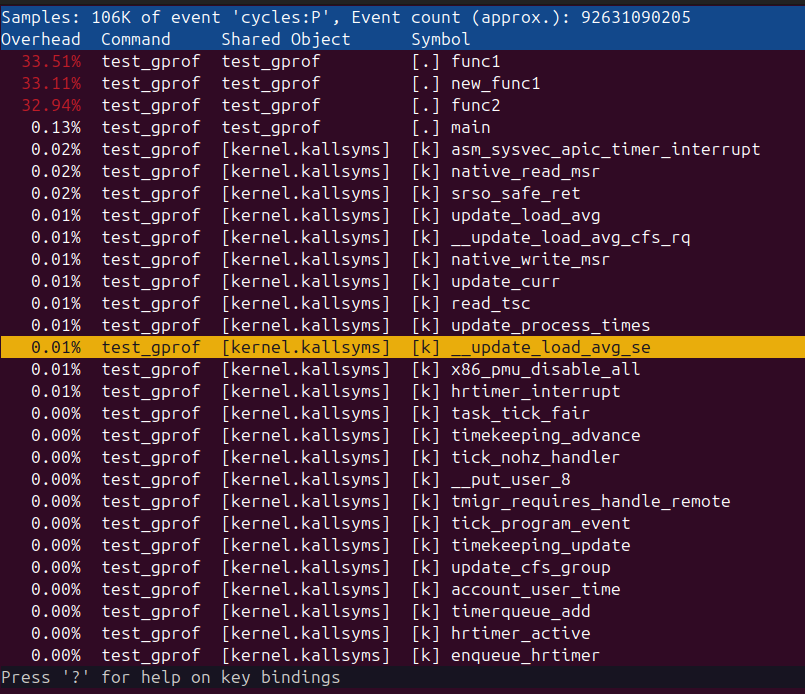 Samples: 106K of event 'cycles:P', Event count (approx.): 92631090205
Overhead  Command     Shared Object      Symbol
  33.51%  test_gprof  test_gprof         [.] func1
  33.11%  test_gprof  test_gprof         [.] new_func1
  32.94%  test_gprof  test_gprof         [.] func2
   0.13%  test_gprof  test_gprof         [.] main
   0.02%  test_gprof  [kernel.kallsyms]  [k] asm_sysvec_apic_timer_interrupt
   0.02%  test_gprof  [kernel.kallsyms]  [k] native_read_msr
   0.02%  test_gprof  [kernel.kallsyms]  [k] srso_safe_ret
   0.01%  test_gprof  [kernel.kallsyms]  [k] update_load_avg
   0.01%  test_gprof  [kernel.kallsyms]  [k] __update_load_avg_cfs_rq
   0.01%  test_gprof  [kernel.kallsyms]  [k] native_write_msr
   0.01%  test_gprof  [kernel.kallsyms]  [k] update_curr
   0.01%  test_gprof  [kernel.kallsyms]  [k] read_tsc
   0.01%  test_gprof  [kernel.kallsyms]  [k] update_process_times
   0.01%  test_gprof  [kernel.kallsyms]  [k] __update_load_avg_se
   0.01%  test_gprof  [kernel.kallsyms]  [k] x86_pmu_disable_all
   0.01%  test_gprof  [kernel.kallsyms]  [k] hrtimer_interrupt
   0.00%  test_gprof  [kernel.kallsyms]  [k] task_tick_fair
   0.00%  test_gprof  [kernel.kallsyms]  [k] timekeeping_advance
   0.00%  test_gprof  [kernel.kallsyms]  [k] tick_nohz_handler
   0.00%  test_gprof  [kernel.kallsyms]  [k] __put_user_8
   0.00%  test_gprof  [kernel.kallsyms]  [k] tmigr_requires_handle_remote
   0.00%  test_gprof  [kernel.kallsyms]  [k] tick_program_event
   0.00%  test_gprof  [kernel.kallsyms]  [k] timekeeping_update
   0.00%  test_gprof  [kernel.kallsyms]  [k] update_cfs_group
   0.00%  test_gprof  [kernel.kallsyms]  [k] account_user_time
   0.00%  test_gprof  [kernel.kallsyms]  [k] timerqueue_add
   0.00%  test_gprof  [kernel.kallsyms]  [k] hrtimer_active
   0.00%  test_gprof  [kernel.kallsyms]  [k] enqueue_hrtimer
Press '?' for help on key bindings